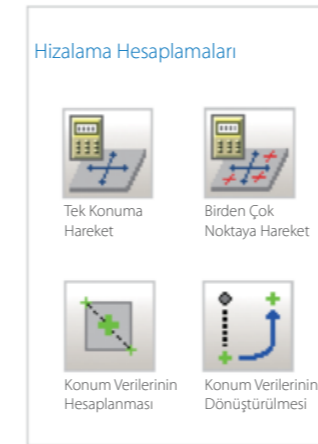 Hizalama Hesaplamaları
Tek Konuma
Hareket
Birden Çok
Noktaya Hareket
Konum Verilerinin
Hesaplanması
Konum Verilerinin
Dönüştürülmesi